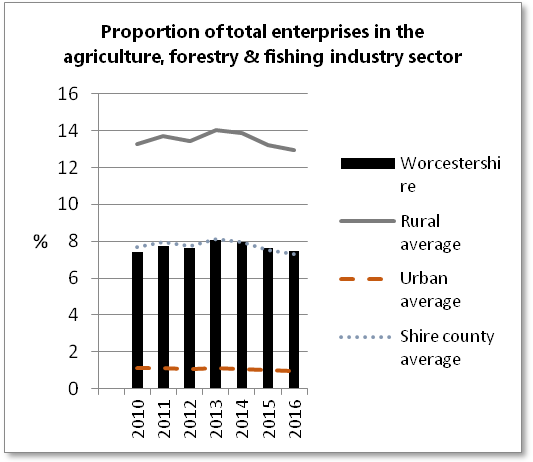 Proportion of total enterprises in the
agriculture, forestry & fishing industry sector
16
14
12
10
8
6
4
2
0
%
2010
2011
2012
2013
2014
2015
2016
Worcestershi
re
Rural
average
Urban
average
Shire county
average